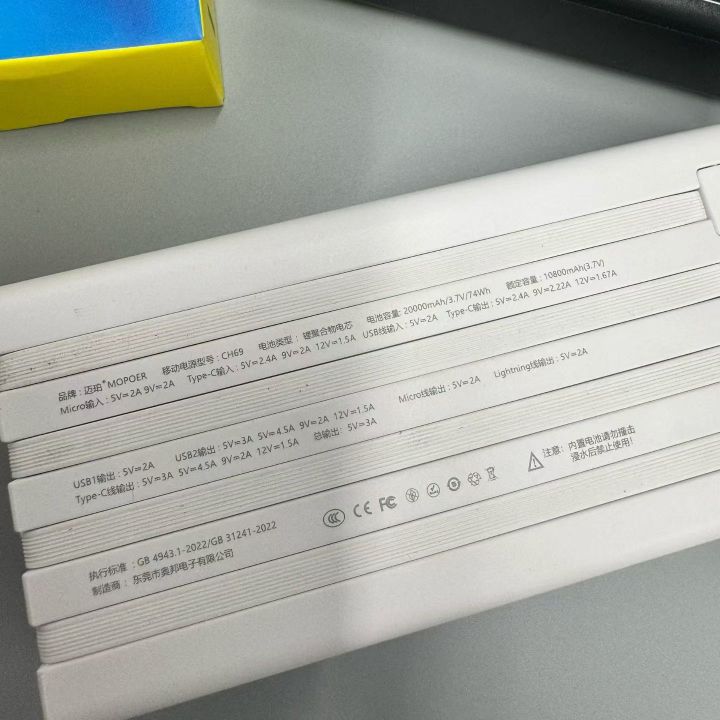 品牌 : 迈珀®MOPOER 移动电源型号 : CH69 电池类型 : 锂聚合物电芯 电池容量: 20000mAh/3.7V/74Wh 额定容量 : 10800mAh(3.7V)
Micro输入 : 5V=2A 9V=2A Type-C输入 : 5V=2.4A 9V=2A 12V=1.5A USB线输入 : 5V=2A Type-C输出 : 5V=2.4A 9V=2.22A 12V=1.67A
USB1输出 : 5V=2A USB2输出 : 5V=3A 5V=4.5A 9V=2A 12V=1.5A Micro线输出 : 5V=2A Lightning线输出 : 5V=2A
Type-C线输出 : 5V=3A 5V=4.5A 9V=2A 12V=1.5A 总输出: 5V=3A
执行标准 : GB 4943.1-2022/GB 31241-2022
制造商 : 东莞市奥邦电子有限公司
CCC CE FC
注意: 内置电池请勿撞击
浸水后禁止使用!